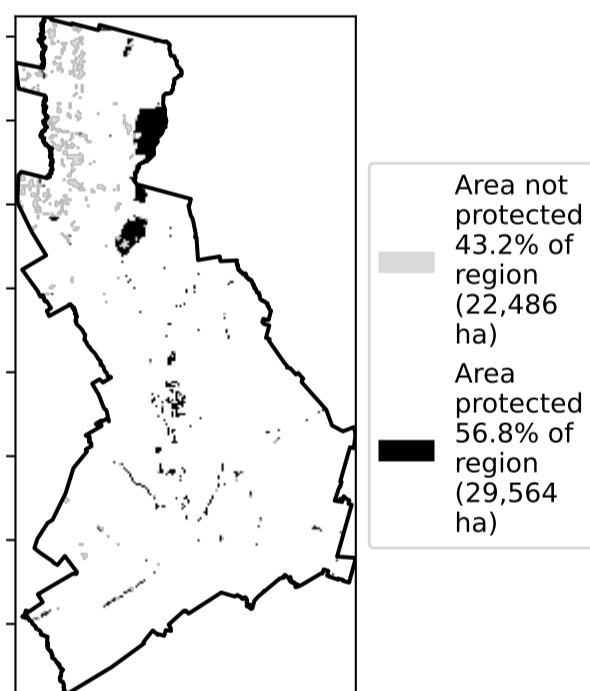 Area not
protected
43.2% of
region
(22,486
ha)
Area
protected
56.8% of
region
(29,564
ha)